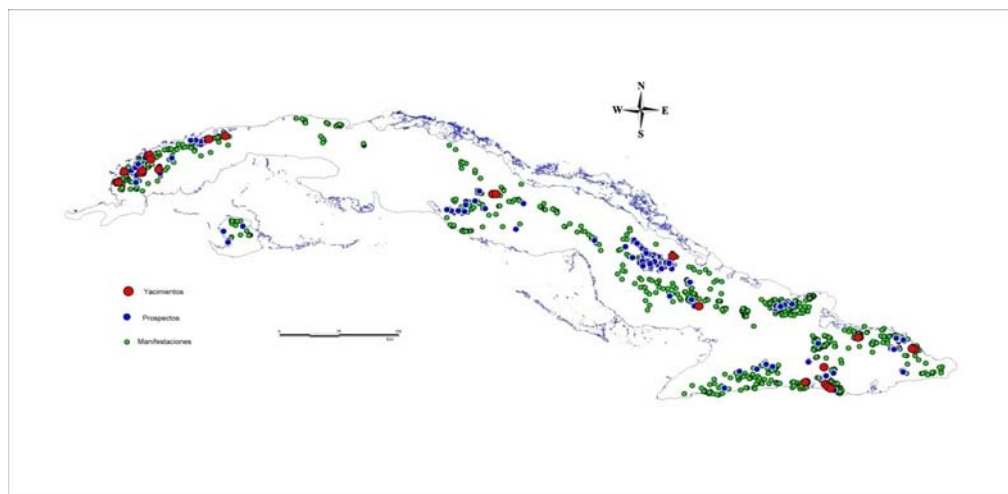 N
W E
S
Yacimientos
Prospectos
Manifestaciones